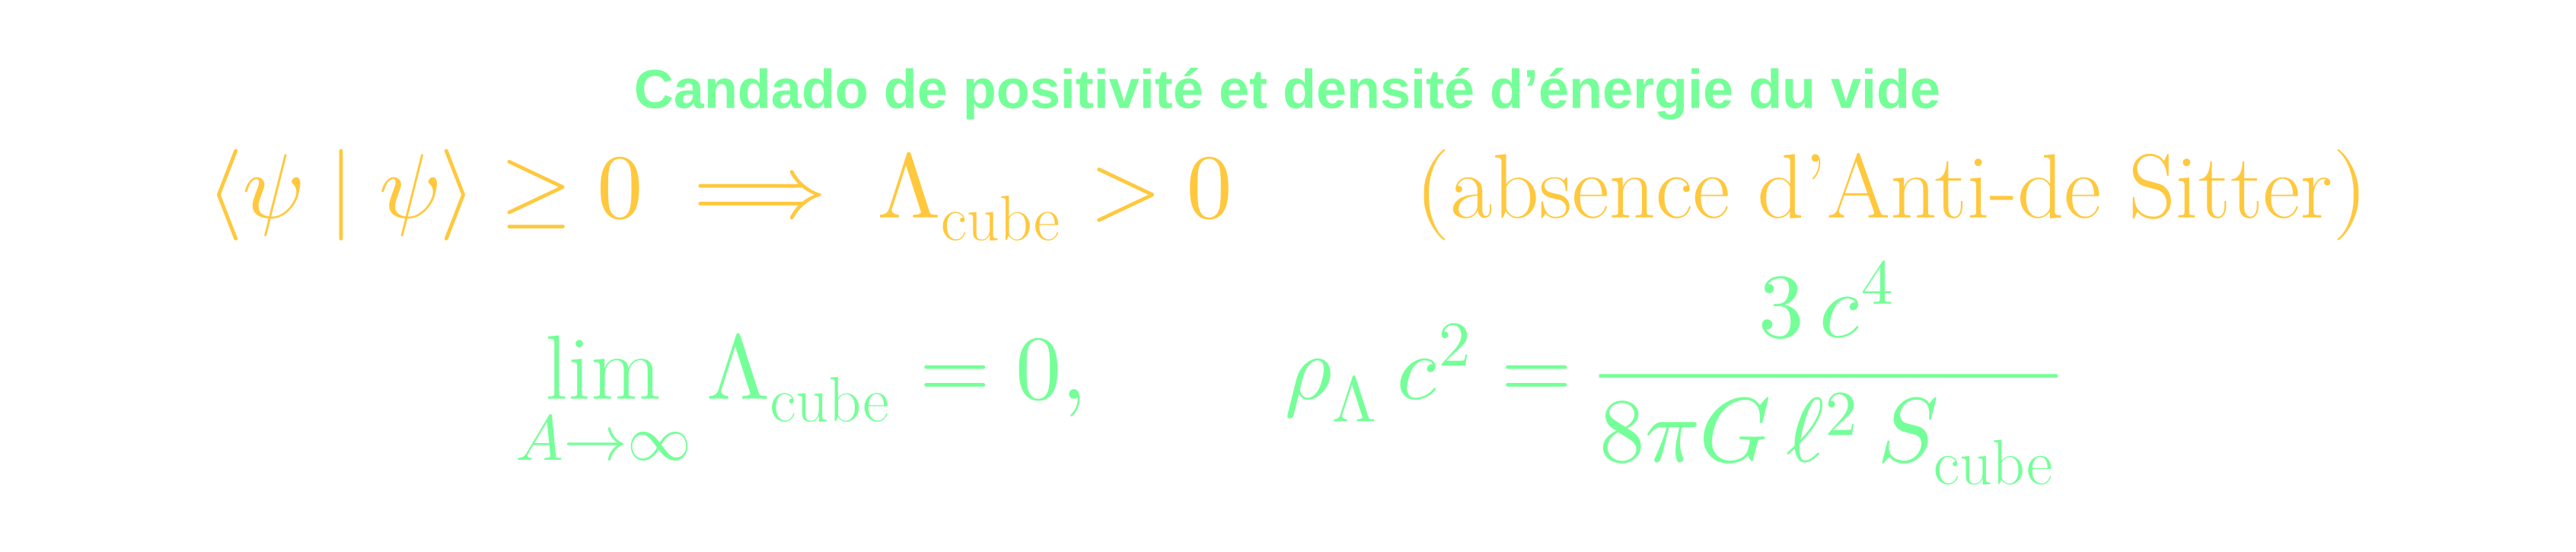 Candado de positivité et densité d’énergie du vide
⟨ψ | ψ⟩ ≥ 0 ⟹ Λ_cube > 0 (absence d’Anti-de Sitter)
lim_{A→∞} Λ_cube = 0, ρ_Λ c² = \frac{3 c⁴}{8πG ℓ² S_cube}